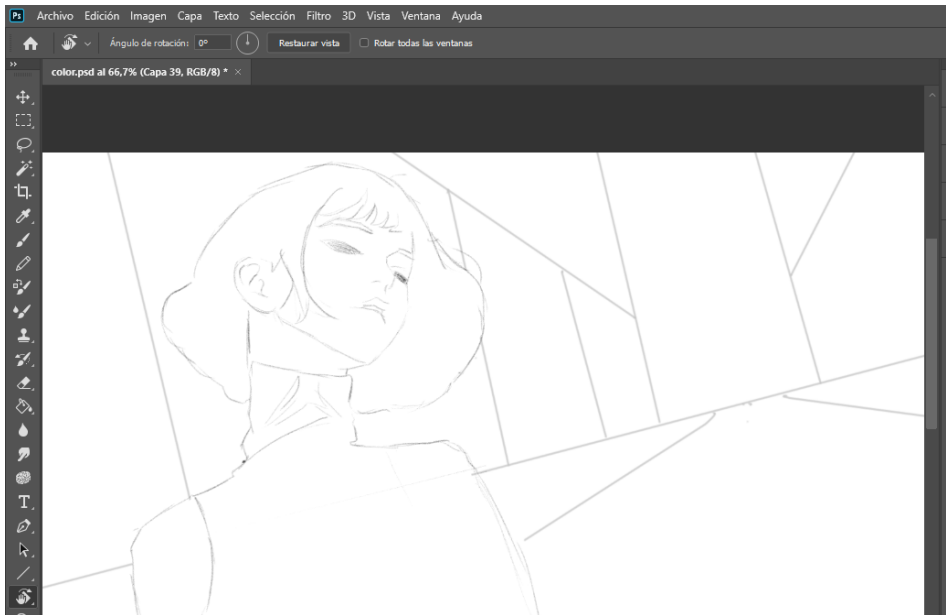 Ps Archivo Edición Imagen Capa Texto Selección Filtro 3D Vista Ventana Ayuda
Ángulo de rotación: 0° Restaurar vista Rotar todas las ventanas
color.psd al 66,7% (Capa 39, RGB/8) * ×
T